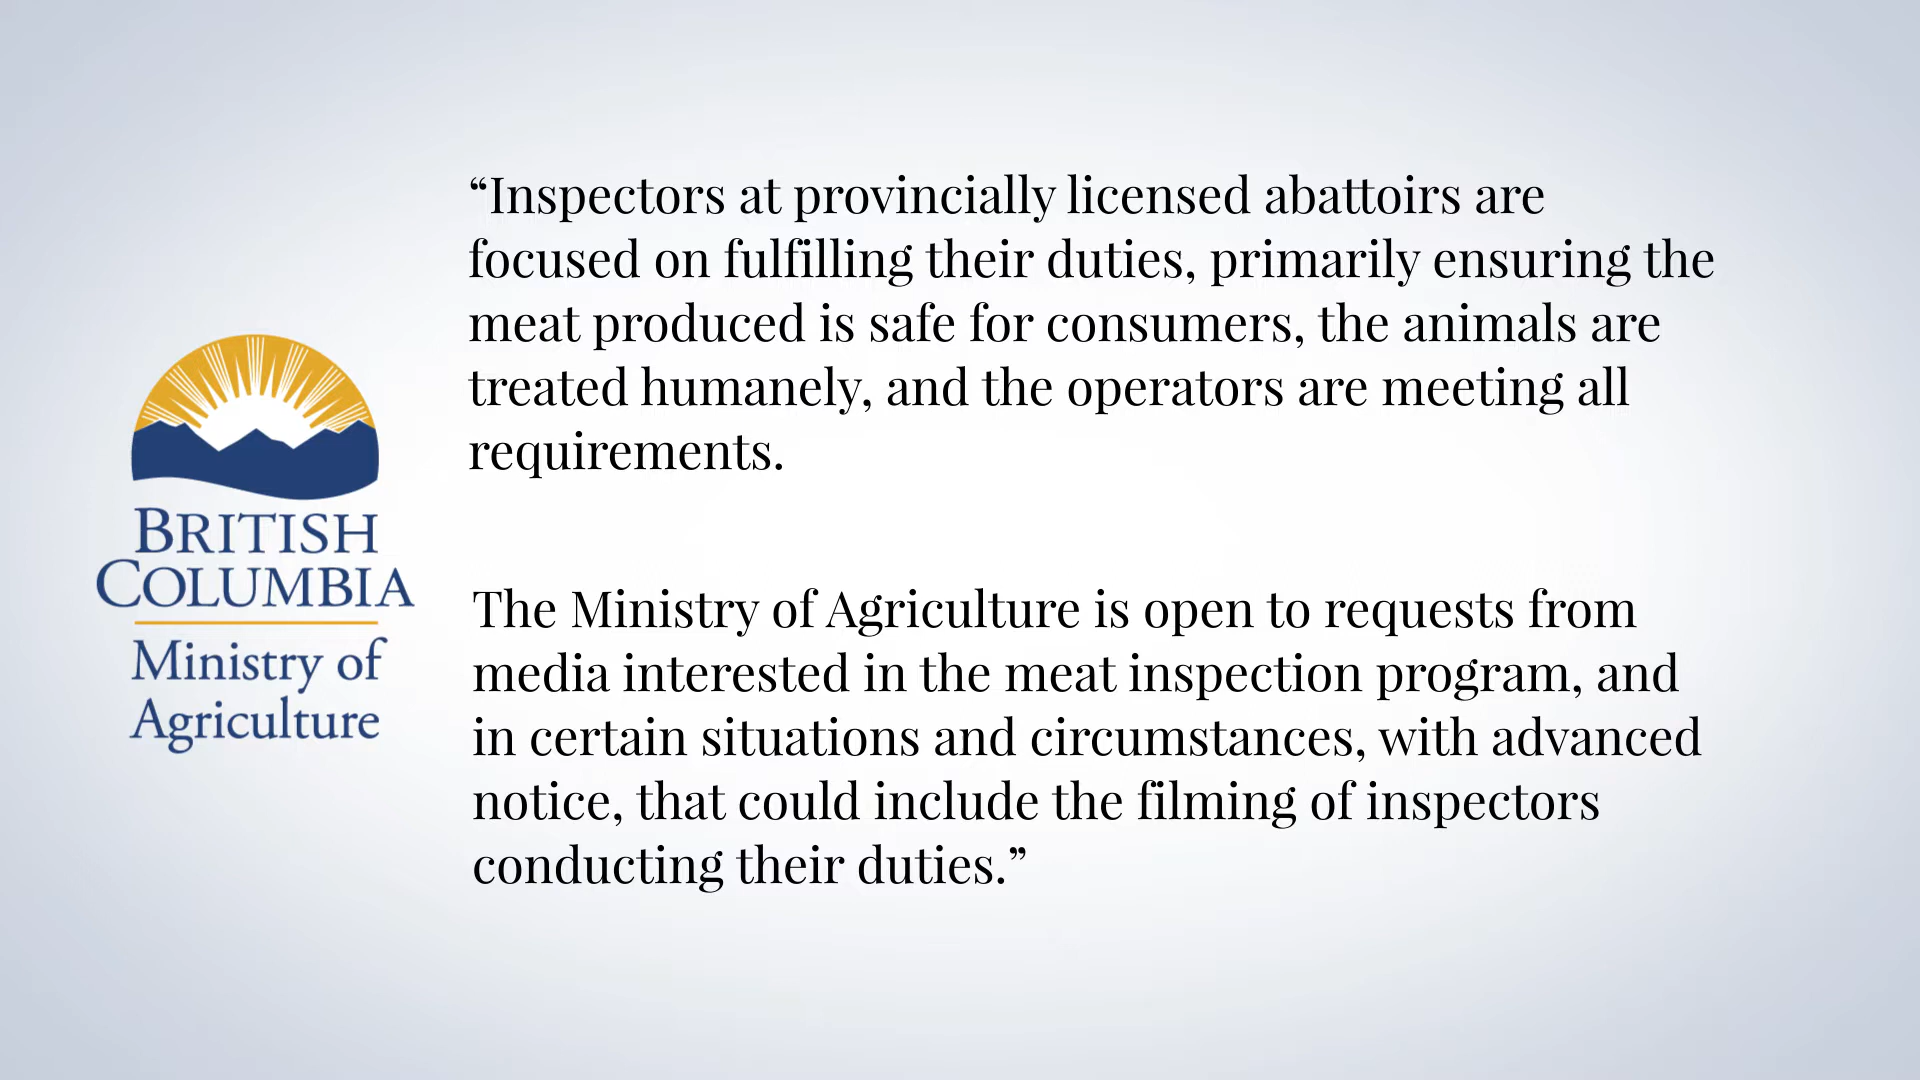 “Inspectors at provincially licensed abattoirs are
focused on fulfilling their duties, primarily ensuring the
meat produced is safe for consumers, the animals are
treated humanely, and the operators are meeting all
requirements.
The Ministry of Agriculture is open to requests from
media interested in the meat inspection program, and
in certain situations and circumstances, with advanced
notice, that could include the filming of inspectors
conducting their duties.”
BRITISH
COLUMBIA
Ministry of
Agriculture